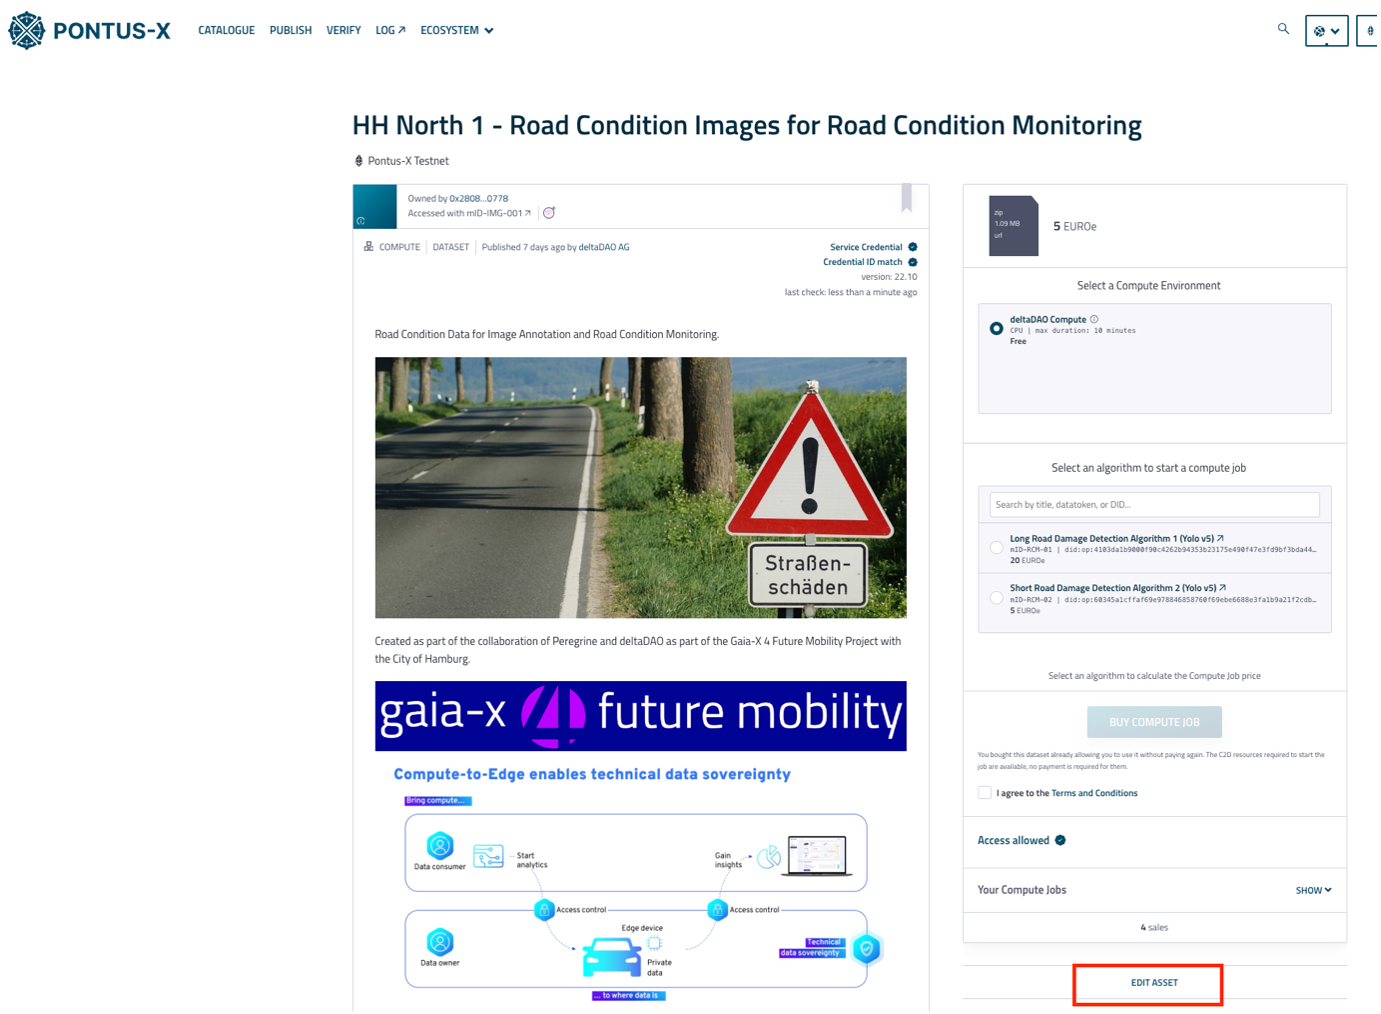 PONTUS-X
CATALOGUE PUBLISH VERIFY LOG ECOSYSTEM
HH North 1 - Road Condition Images for Road Condition Monitoring
Pontus-X Testnet
Owned by 0x2808...0778
Accessed with mID-IMG-001
COMPUTE DATASET Published 7 days ago by deltaDAO AG
Service Credential
Credential ID match
version: 22.10
last check: less than a minute ago
Road Condition Data for Image Annotation and Road Condition Monitoring.
Straßen-
schäden
Created as part of the collaboration of Peregrine and deltaDAO as part of the Gaia-X 4 Future Mobility Project with
the City of Hamburg.
gaia-x 4 future mobility
Compute-to-Edge enables technical data sovereignty
Bring compute...
Data consumer
Start
analytics
Gain
insights
Access control
Access control
Edge device
Data owner
Private
data
Technical
data sovereignty
... to where data is
zip
1.09 MB
url
5 EUROe
Select a Compute Environment
deltaDAO Compute
CPU | max duration: 10 minutes
Free
Select an algorithm to start a compute job
Search by title, datatoken, or DID...
Long Road Damage Detection Algorithm 1 (Yolo v5)
mID-RCM-01 | did:op:4103da1b9000f90c4262b94353b23175e490f47e3fd9bf3bda44...
20 EUROe
Short Road Damage Detection Algorithm 2 (Yolo v5)
mID-RCM-02 | did:op:60345a1cffaf69e978846858760f69ebe6688e3fa1b9a21f2cdb...
5 EUROe
Select an algorithm to calculate the Compute Job price
BUY COMPUTE JOB
You bought this dataset already allowing you to use it without paying again. The C2D resources required to start the
job are available, no payment is required for them.
I agree to the Terms and Conditions
Access allowed
Your Compute Jobs
SHOW
4 sales
EDIT ASSET